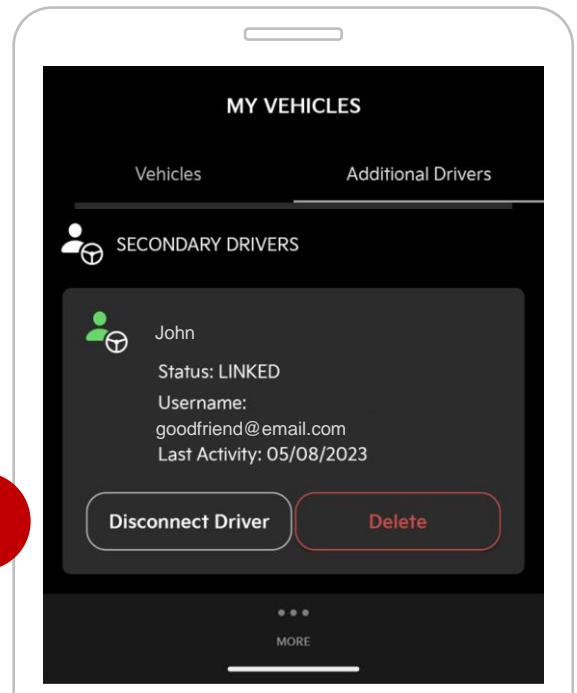 MY VEHICLES
Vehicles Additional Drivers
SECONDARY DRIVERS
John
Status: LINKED
Username:
goodfriend@email.com
Last Activity: 05/08/2023
Disconnect Driver Delete
MORE